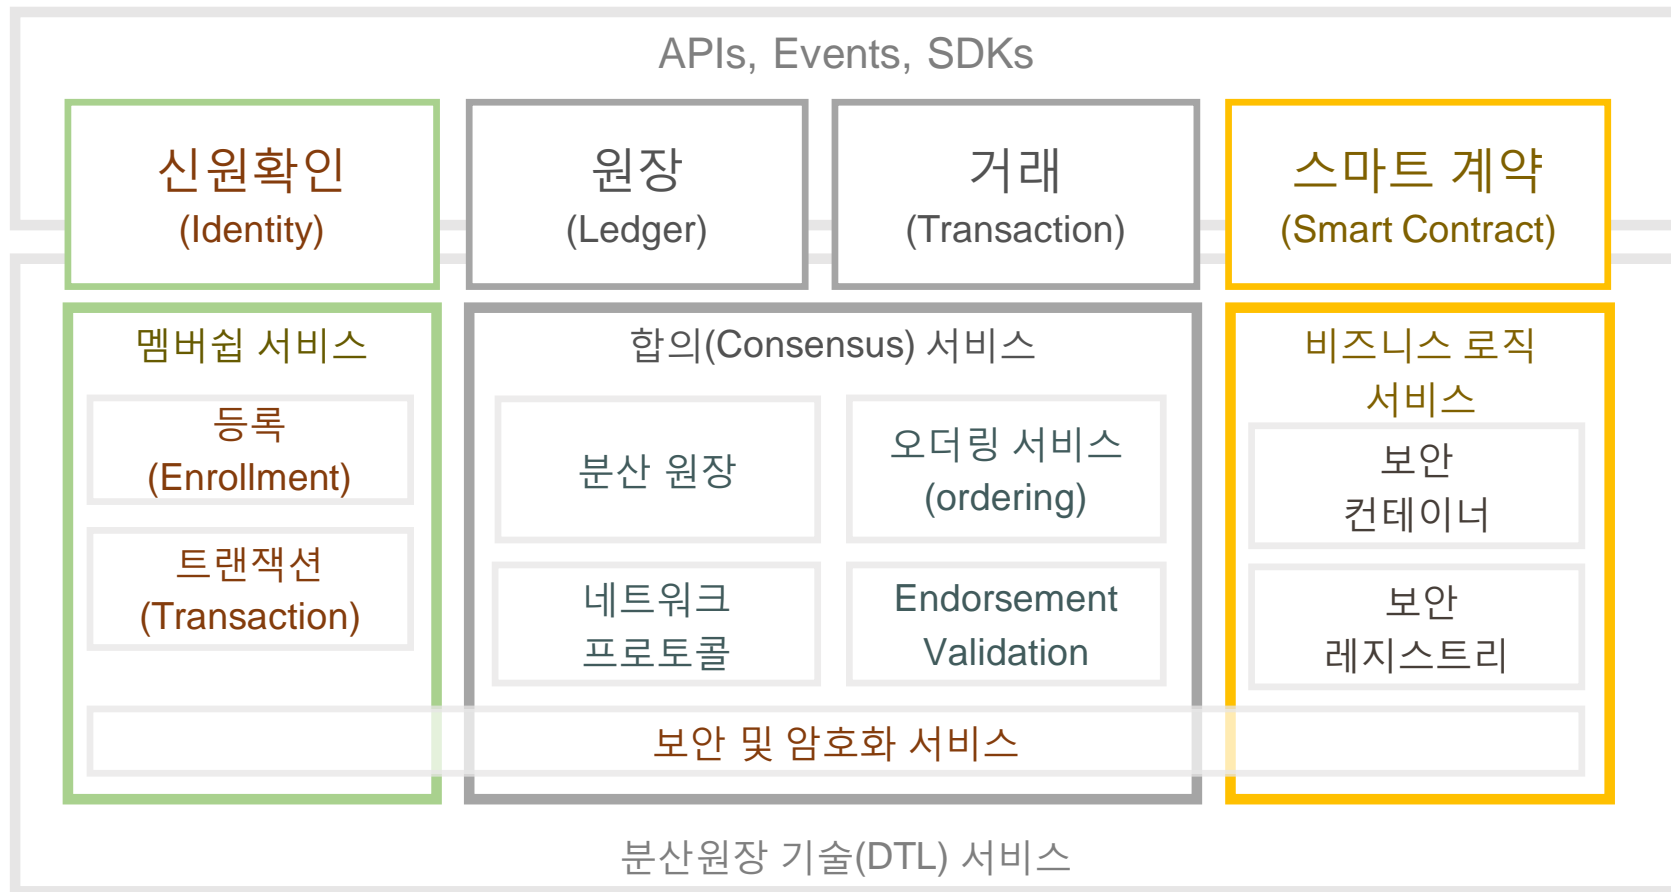 APIs, Events, SDKs
신원확인
(Identity)
원장
(Ledger)
거래
(Transaction)
스마트 계약
(Smart Contract)
멤버쉽 서비스
등록
(Enrollment)
트랜잭션
(Transaction)
합의(Consensus) 서비스
분산 원장
오더링 서비스
(ordering)
네트워크
프로토콜
Endorsement
Validation
비즈니스 로직
서비스
보안
컨테이너
보안
레지스트리
보안 및 암호화 서비스
분산원장 기술(DTL) 서비스